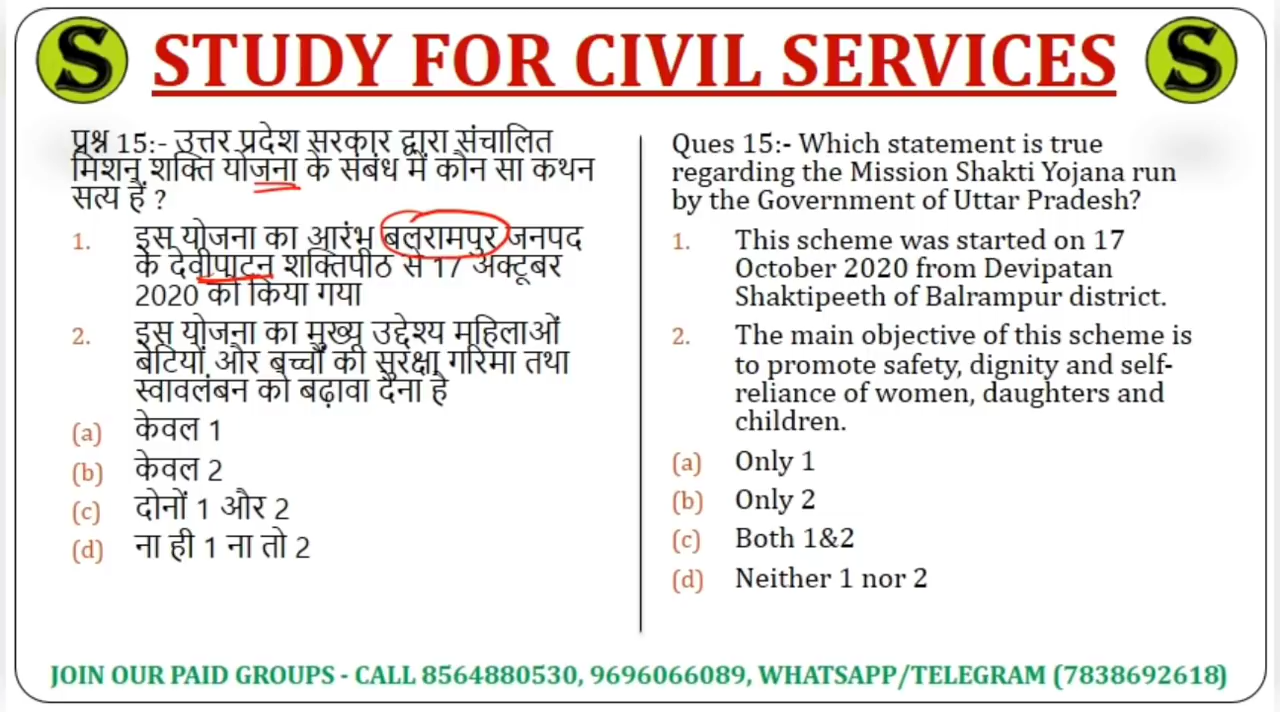 S STUDY FOR CIVIL SERVICES S
प्रश्न 15:- उत्तर प्रदेश सरकार द्वारा संचालित
मिशन शक्ति योजना के संबंध में कौन सा कथन
सत्य हैं ?
1. इस योजना का आरंभ बलरामपुर जनपद
के देवीपाटन शक्तिपीठ से 17 अक्टूबर
2020 को किया गया
2. इस योजना का मुख्य उद्देश्य महिलाओं
बेटियों और बच्चों की सुरक्षा गरिमा तथा
स्वावलंबन को बढ़ावा देना है
(a) केवल 1
(b) केवल 2
(c) दोनों 1 और 2
(d) ना ही 1 ना तो 2
Ques 15:- Which statement is true
regarding the Mission Shakti Yojana run
by the Government of Uttar Pradesh?
1. This scheme was started on 17
October 2020 from Devipatan
Shaktipeeth of Balrampur district.
2. The main objective of this scheme is
to promote safety, dignity and self-
reliance of women, daughters and
children.
(a) Only 1
(b) Only 2
(c) Both 1&2
(d) Neither 1 nor 2
JOIN OUR PAID GROUPS - CALL 8564880530, 9696066089, WHATSAPP/TELEGRAM (7838692618)